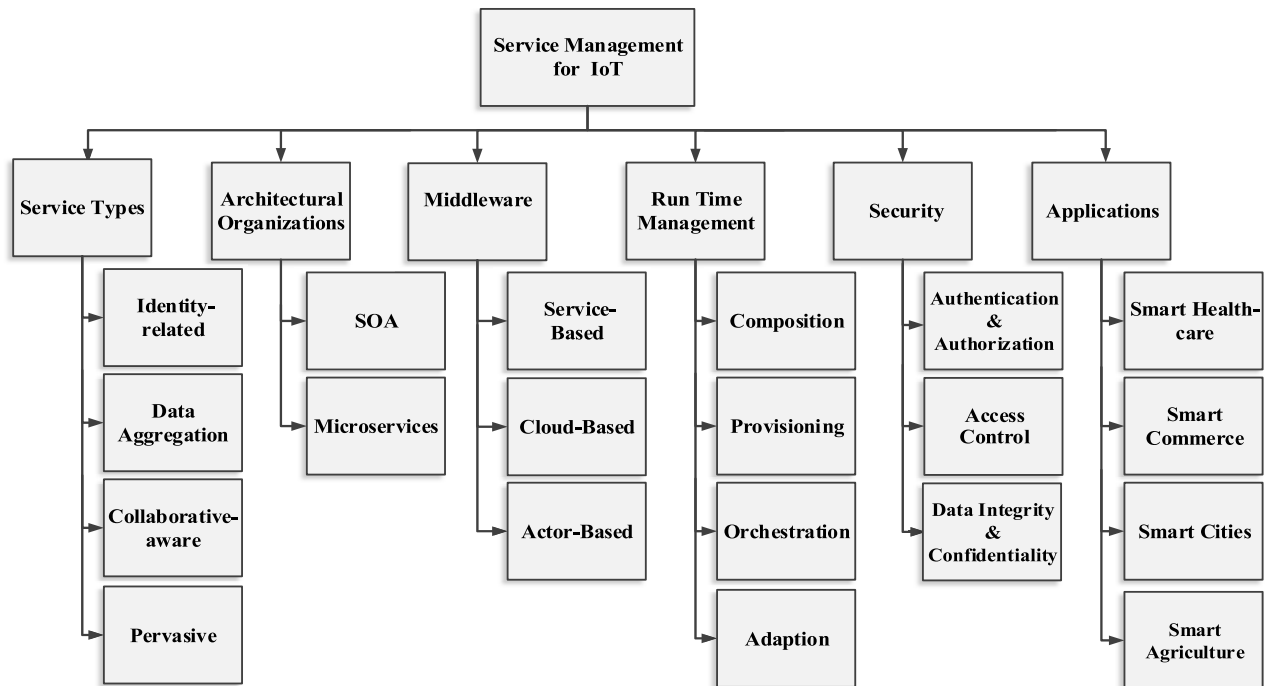 Service Management
for IoT
Service Types
Architectural
Organizations
Middleware
Run Time
Management
Security
Applications
Identity-
related
Data
Aggregation
Collaborative-
aware
Pervasive
SOA
Microservices
Service-
Based
Cloud-Based
Actor-Based
Composition
Provisioning
Orchestration
Adaption
Authentication
&
Authorization
Access
Control
Data Integrity
&
Confidentiality
Smart Health-
care
Smart
Commerce
Smart Cities
Smart
Agriculture